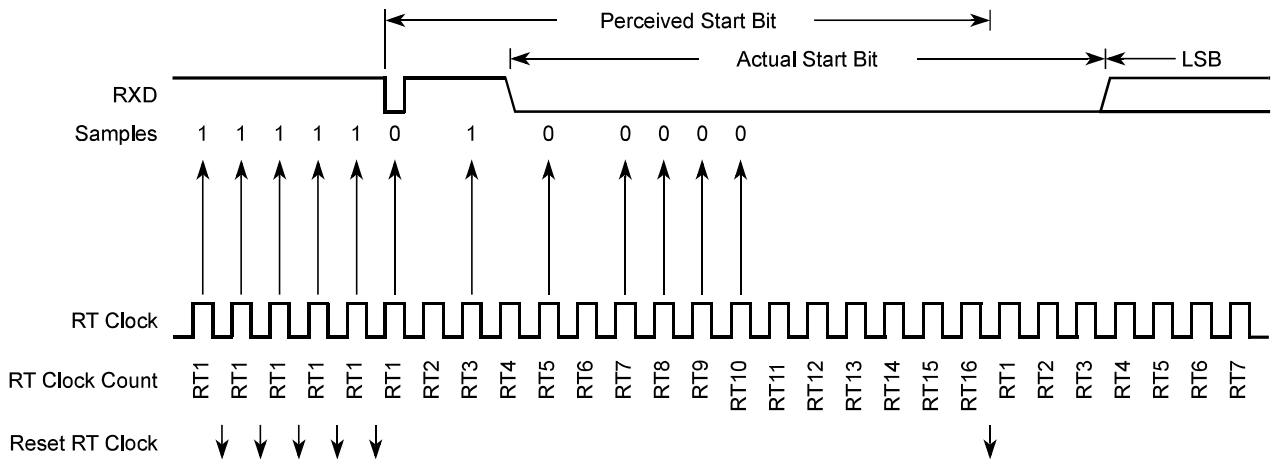 Perceived Start Bit
Actual Start Bit LSB
RXD
Samples 1 1 1 1 1 0 1 0 0 0 0 0
RT Clock
RT Clock Count RT1 RT1 RT1 RT1 RT1 RT1 RT2 RT3 RT4 RT5 RT6 RT7 RT8 RT9 RT10 RT11 RT12 RT13 RT14 RT15 RT16 RT1 RT2 RT3 RT4 RT5 RT6 RT7
Reset RT Clock